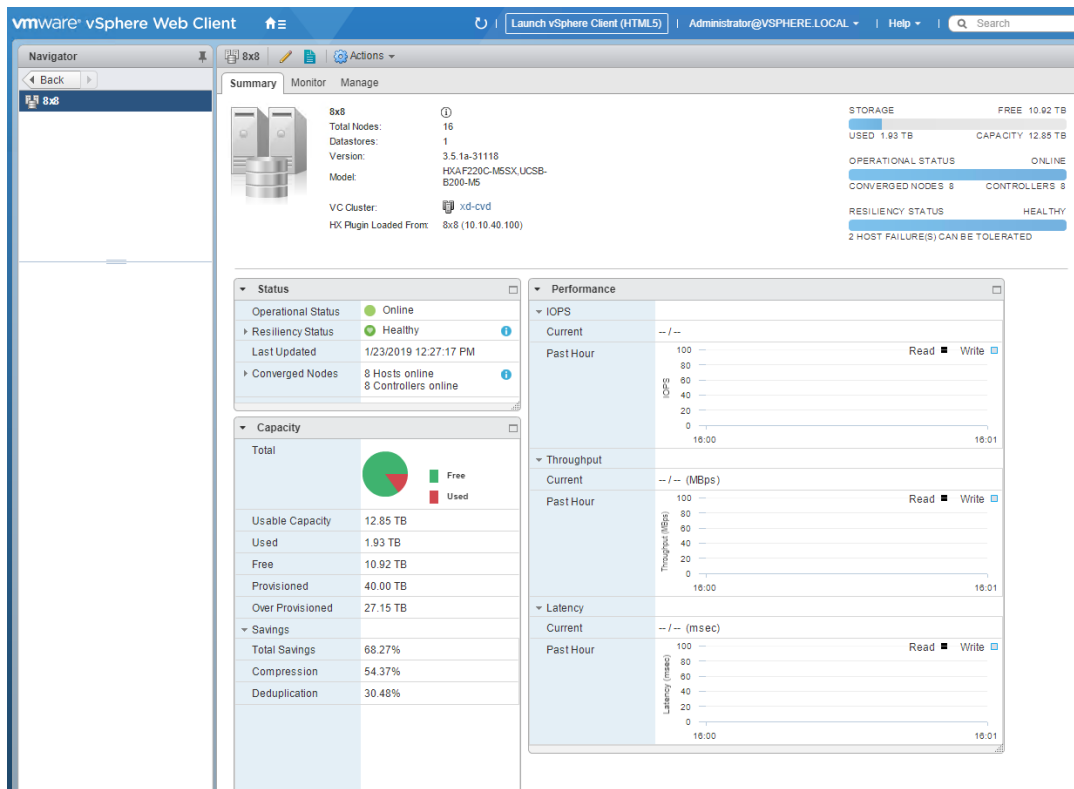 vmware® vSphere Web Client
Launch vSphere Client (HTML5) | Administrator@VSPHERE.LOCAL | Help | Search
Navigator
Back
8x8
8x8 Actions
Summary Monitor Manage
8x8
Total Nodes: 16
Datastores: 1
Version: 3.5.1a-31118
Model: HXAF220C-M5SX,UCSB-
B200-M5
VC Cluster: xd-cvd
HX Plugin Loaded From: 8x8 (10.10.40.100)
STORAGE FREE 10.92 TB
USED 1.93 TB CAPACITY 12.85 TB
OPERATIONAL STATUS ONLINE
CONVERGED NODES 8 CONTROLLERS 8
RESILIENCY STATUS HEALTHY
2 HOST FAILURE(S) CAN BE TOLERATED
Status
Operational Status Online
Resiliency Status Healthy
Last Updated 1/23/2019 12:27:17 PM
Converged Nodes 8 Hosts online
8 Controllers online
Capacity
Total
Free
Used
Usable Capacity 12.85 TB
Used 1.93 TB
Free 10.92 TB
Provisioned 40.00 TB
Over Provisioned 27.15 TB
Savings
Total Savings 68.27%
Compression 54.37%
Deduplication 30.48%
Performance
IOPS
Current -- / --
Past Hour
Read Write
IOPS
100
80
60
40
20
0
16:00 16:01
Throughput
Current -- / -- (MBps)
Past Hour
Read Write
Throughput (MBps)
100
80
60
40
20
0
16:00 16:01
Latency
Current -- / -- (msec)
Past Hour
Read Write
Latency (msec)
100
80
60
40
20
0
16:00 16:01